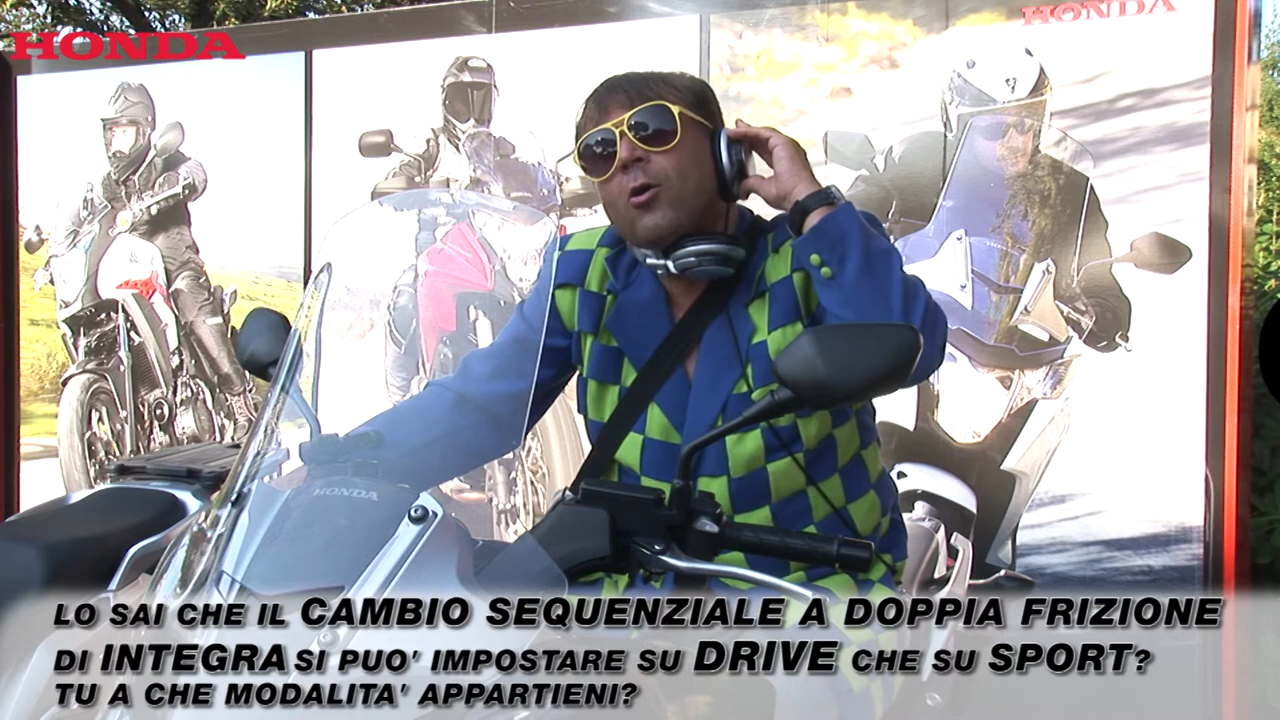 HONDA
HONDA
HONDA
LO SAI CHE IL CAMBIO SEQUENZIALE A DOPPIA FRIZIONE
DI INTEGRA SI PUO' IMPOSTARE SU DRIVE CHE SU SPORT?
TU A CHE MODALITA' APPARTIENI?